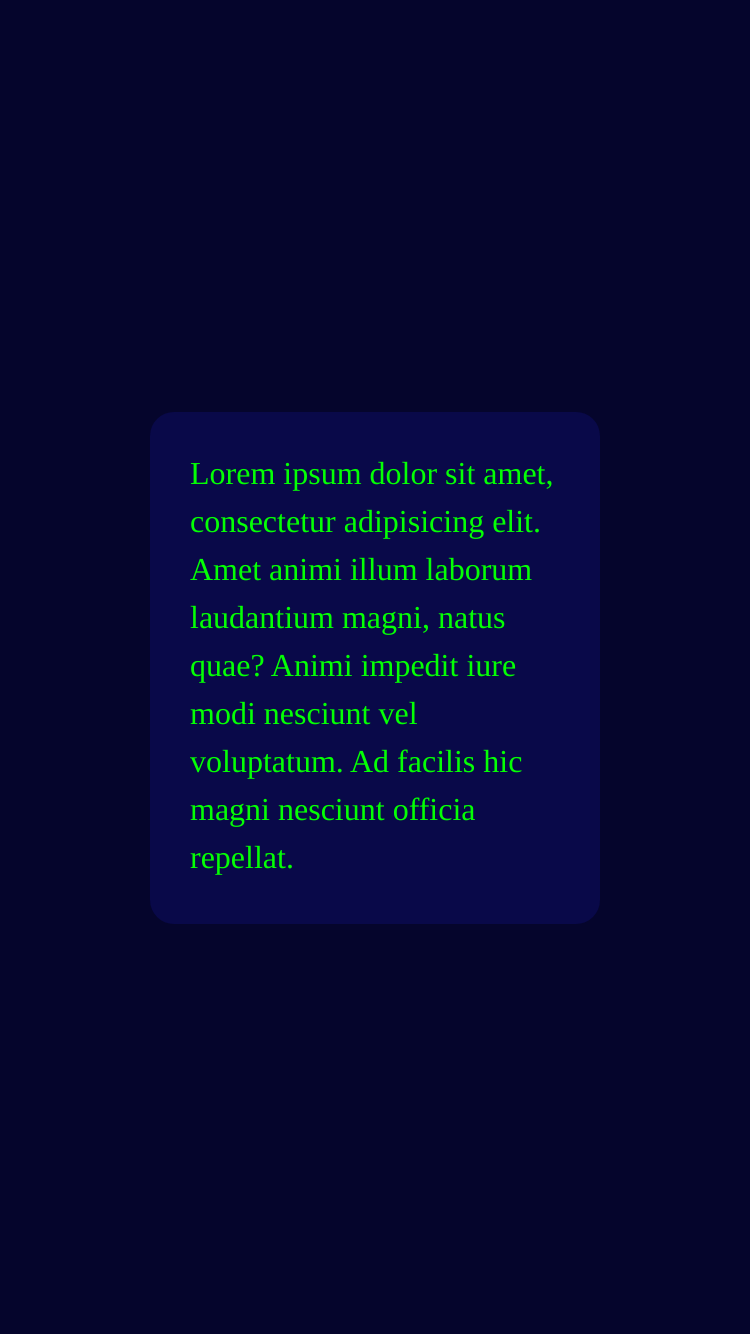 Lorem ipsum dolor sit amet,
consectetur adipisicing elit.
Amet animi illum laborum
laudantium magni, natus
quae? Animi impedit iure
modi nesciunt vel
voluptatum. Ad facilis hic
magni nesciunt officia
repellat.